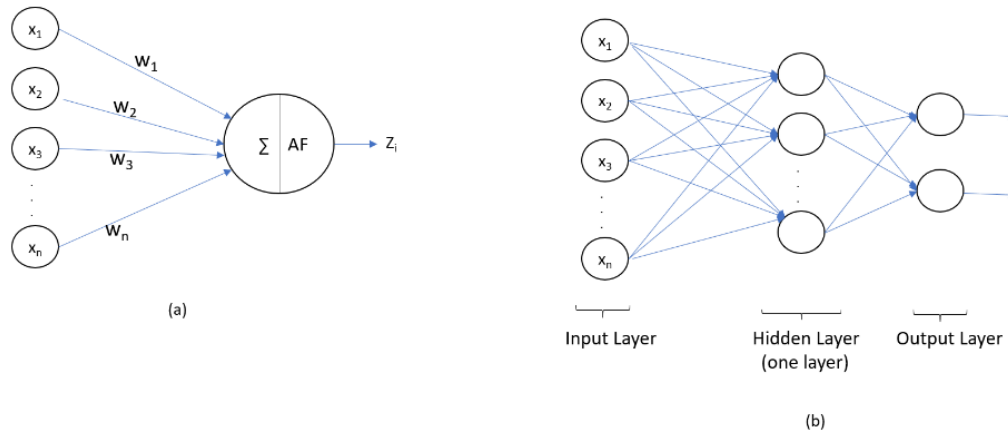 x1
w1
x2
w2
x3
w3
Σ AF
Zi
.
.
.
xn
wn
(a)
x1
x2
x3
.
.
.
xn
.
.
.
Input Layer
Hidden Layer
(one layer)
Output Layer
(b)